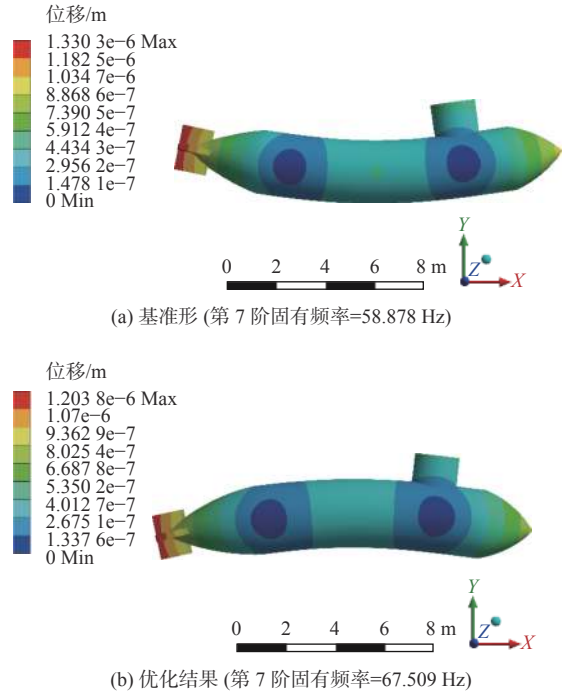 位移/m
1.330 3e−6 Max
1.182 5e−6
1.034 7e−6
8.868 6e−7
7.390 5e−7
5.912 4e−7
4.434 3e−7
2.956 2e−7
1.478 1e−7
0 Min
0 2 4 6 8 m
Y
Z
X
(a) 基准形 (第 7 阶固有频率=58.878 Hz)
位移/m
1.203 8e−6 Max
1.07e−6
9.362 9e−7
8.025 4e−7
6.687 8e−7
5.350 2e−7
4.012 7e−7
2.675 1e−7
1.337 6e−7
0 Min
0 2 4 6 8 m
Y
Z
X
(b) 优化结果 (第 7 阶固有频率=67.509 Hz)